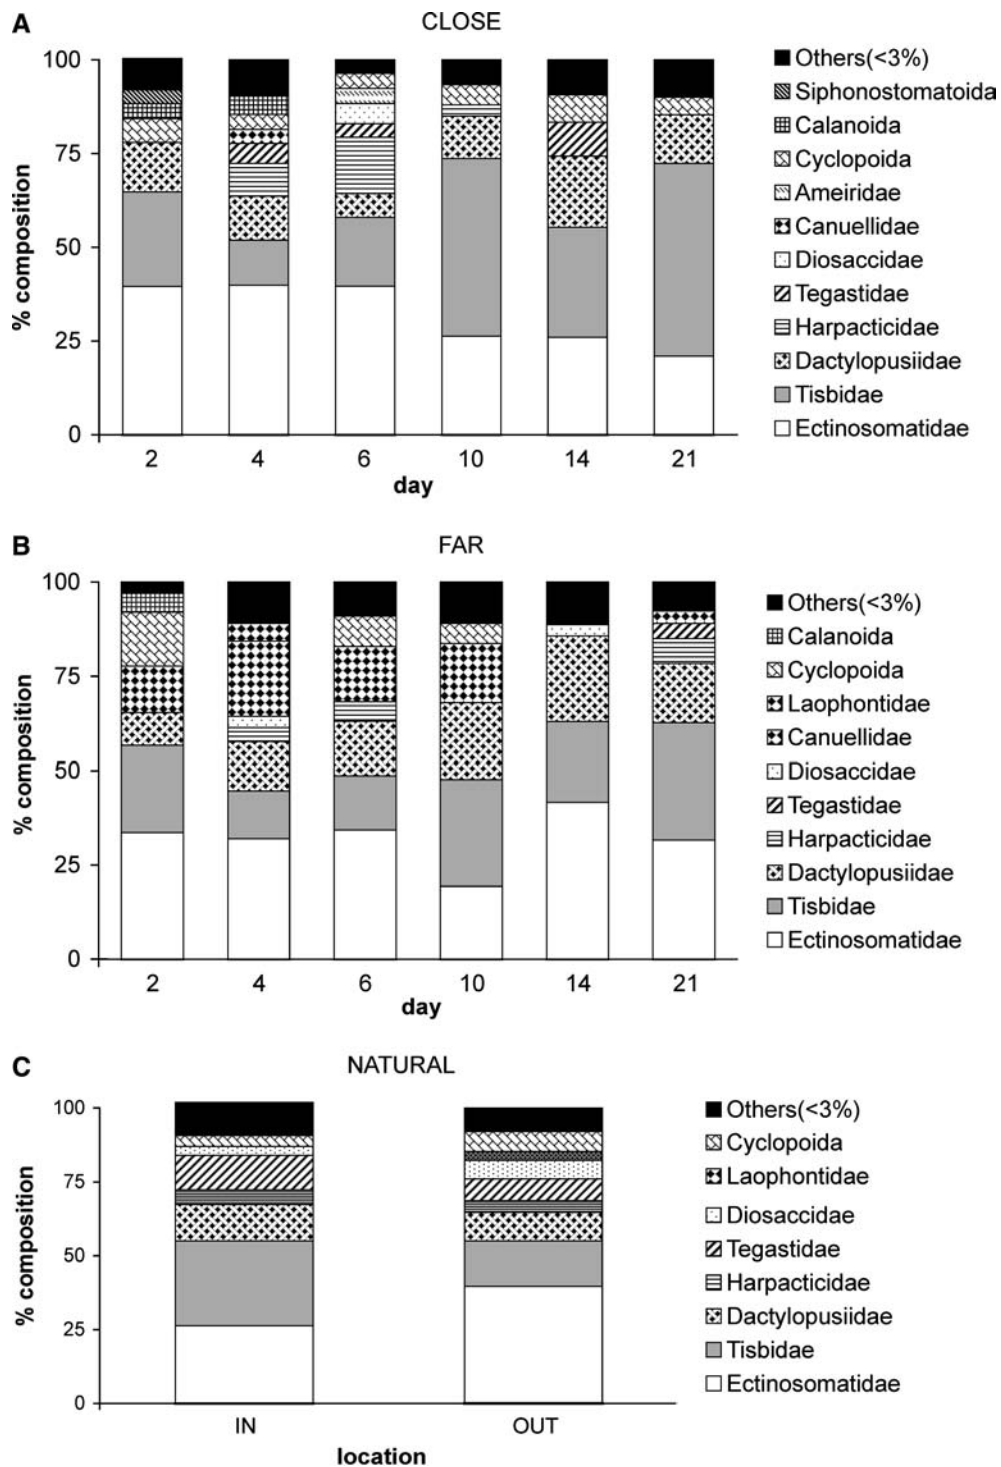 A
CLOSE
100
75
50
25
0
% composition
2 4 6 10 14 21
day
Others(<3%)
Siphonostomatoida
Calanoida
Cyclopoida
Ameiridae
Canuellidae
Diosaccidae
Tegastidae
Harpacticidae
Dactylopusiidae
Tisbidae
Ectinosomatidae
B
FAR
100
75
50
25
0
% composition
2 4 6 10 14 21
day
Others(<3%)
Calanoida
Cyclopoida
Laophontidae
Canuellidae
Diosaccidae
Tegastidae
Harpacticidae
Dactylopusiidae
Tisbidae
Ectinosomatidae
C
NATURAL
100
75
50
25
0
% composition
IN OUT
location
Others(<3%)
Cyclopoida
Laophontidae
Diosaccidae
Tegastidae
Harpacticidae
Dactylopusiidae
Tisbidae
Ectinosomatidae